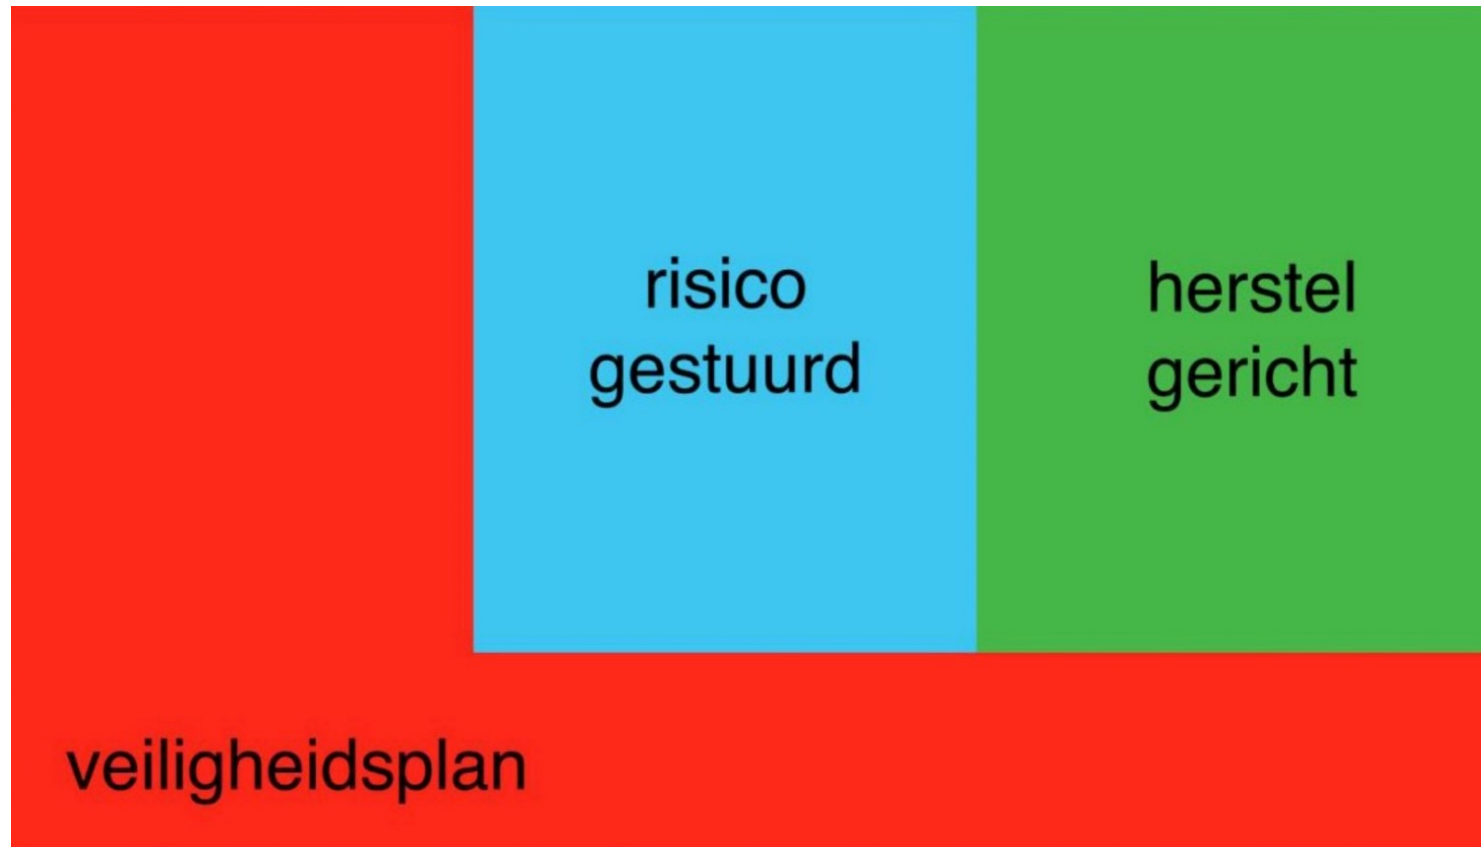 risico
gestuurd
herstel
gericht
veiligheidsplan